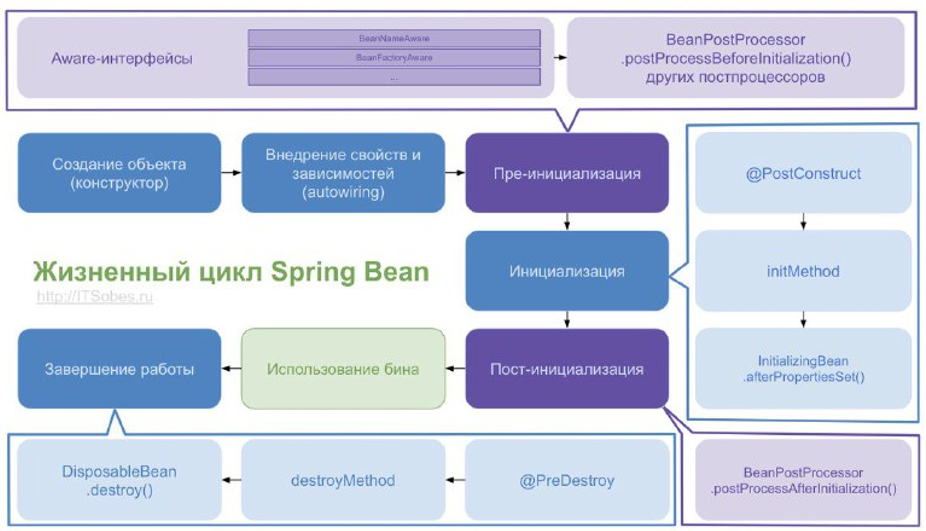 Aware-интерфейсы
BeanNameAware
BeanFactoryAware
...
BeanPostProcessor
.postProcessBeforeInitialization()
других постпроцессоров
Создание объекта
(конструктор)
Внедрение свойств и
зависимостей
(autowiring)
Пре-инициализация
@PostConstruct
Жизненный цикл Spring Bean
http://ITSobes.ru
Инициализация
initMethod
Завершение работы
Использование бина
Пост-инициализация
InitializingBean
.afterPropertiesSet()
DisposableBean
.destroy()
destroyMethod
@PreDestroy
BeanPostProcessor
.postProcessAfterInitialization()